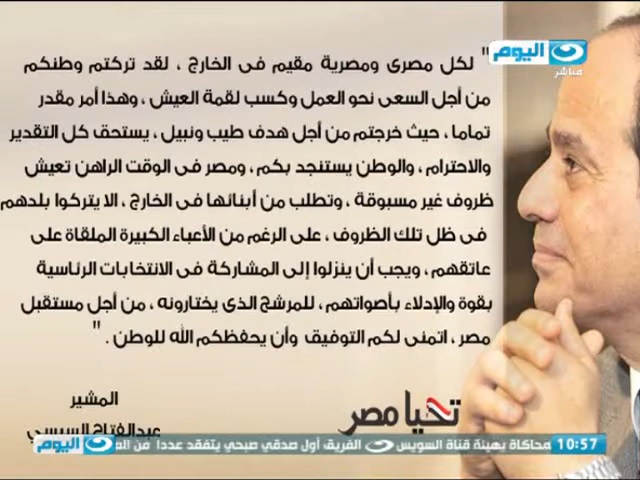 اليوم
مباشر
" لكل مصرى ومصرية مقيم فى الخارج ، لقد تركتم وطنكم
من أجل السعى نحو العمل وكسب لقمة العيش ، وهذا أمر مقدر
تماما ، حيث خرجتم من أجل هدف طيب ونبيل ، يستحق كل التقدير
والاحترام ، والوطن يستنجد بكم ، ومصر فى الوقت الراهن تعيش
ظروف غير مسبوقة ، وتطلب من أبنائها فى الخارج ، الا يتركوا بلدهم
فى ظل تلك الظروف ، على الرغم من الأعباء الكبيرة الملقاة على
عاتقهم ، ويجب أن ينزلوا إلى المشاركة فى الانتخابات الرئاسية
بقوة والإدلاء بأصواتهم ، للمرشح الذى يختارونه ، من أجل مستقبل
مصر ، اتمنى لكم التوفيق وأن يحفظكم الله للوطن . "
المشير
عبدالفتاح السيسي
تحيا مصر
10:57 محاكاة بهيئة قناة السويس الفريق أول صدقي صبحي يتفقد عددا من اليوم